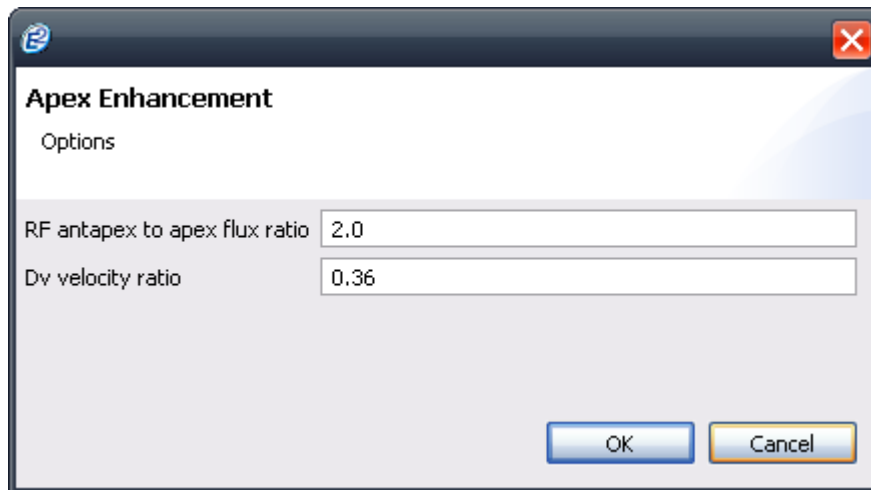 Apex Enhancement
Options
RF antapex to apex flux ratio 2.0
Dv velocity ratio 0.36
OK Cancel